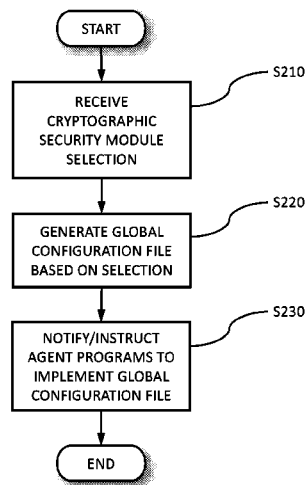 START
S210
RECEIVE
CRYPTOGRAPHIC
SECURITY MODULE
SELECTION
S220
GENERATE GLOBAL
CONFIGURATION FILE
BASED ON SELECTION
S230
NOTIFY/INSTRUCT
AGENT PROGRAMS TO
IMPLEMENT GLOBAL
CONFIGURATION FILE
END